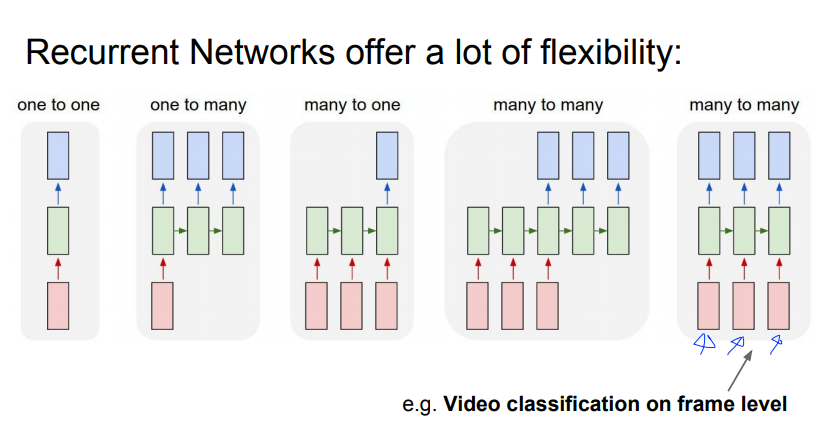 Recurrent Networks offer a lot of flexibility:
one to one
one to many
many to one
many to many
many to many
e.g. Video classification on frame level